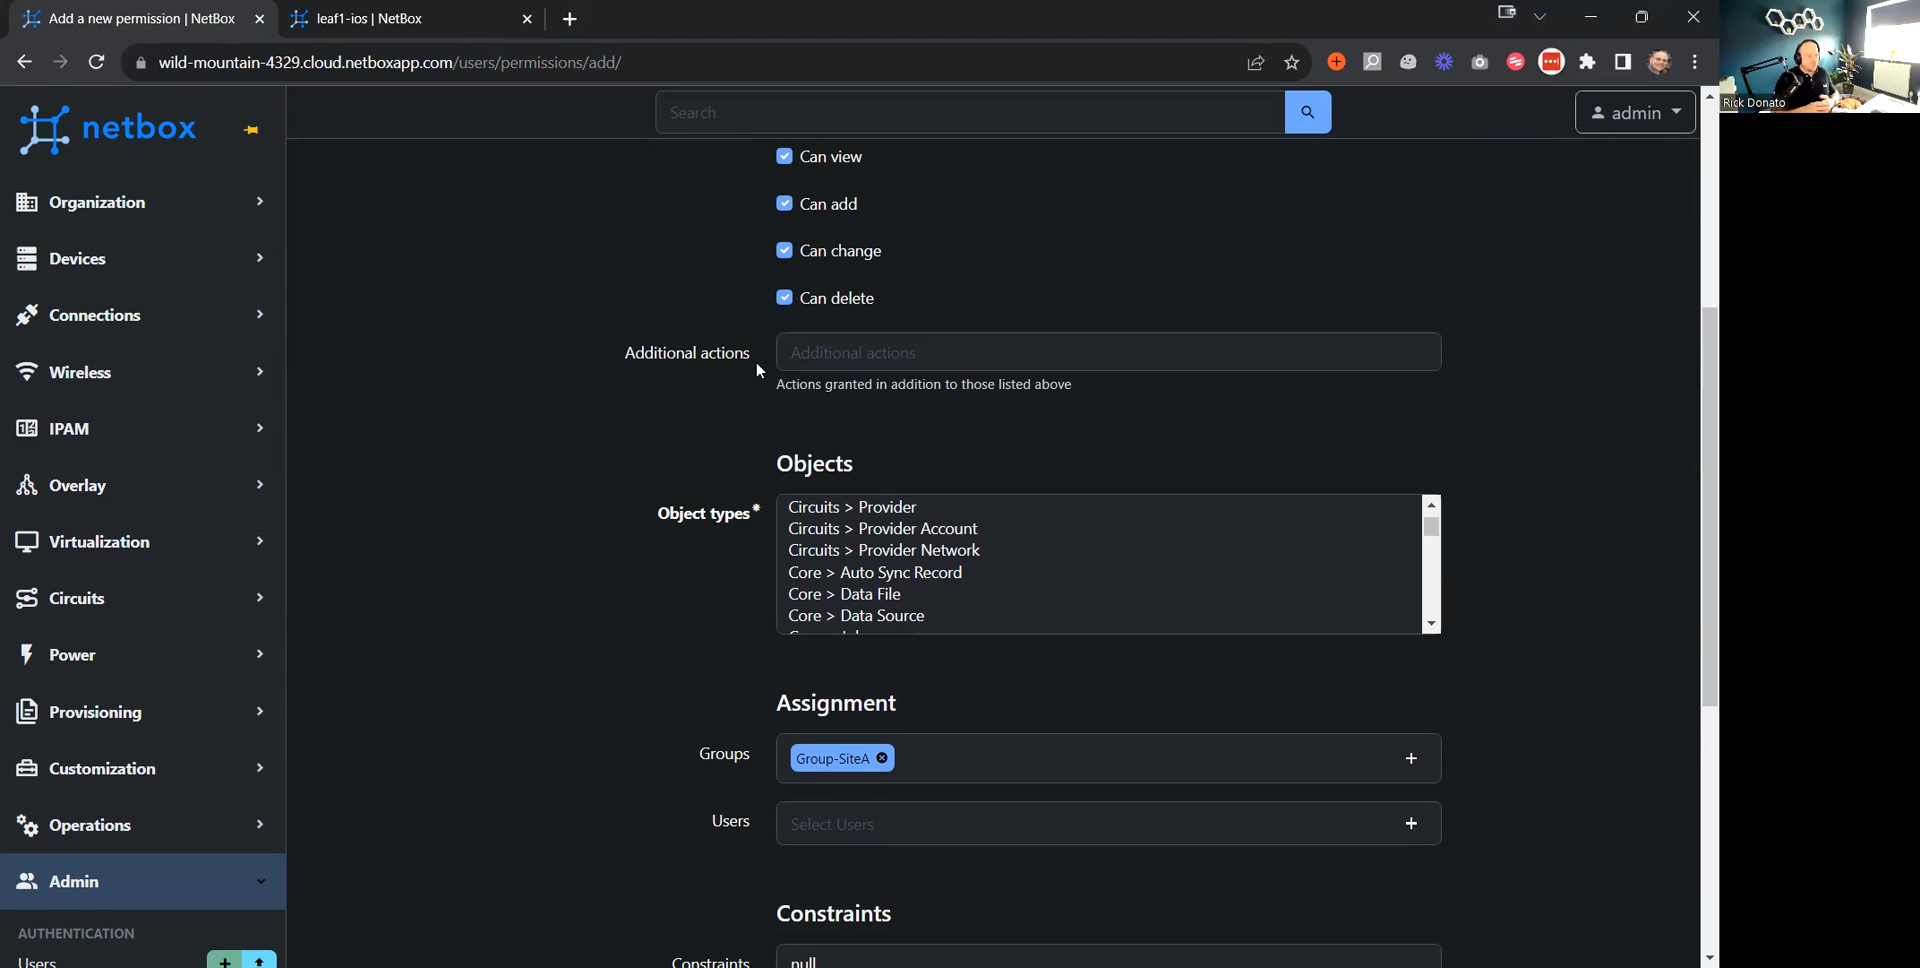 Add a new permission | NetBox
leaf1-ios | NetBox
wild-mountain-4329.cloud.netboxapp.com/users/permissions/add/
Rick Donato
netbox
Search
admin
Organization
Devices
Connections
Wireless
IPAM
Overlay
Virtualization
Circuits
Power
Provisioning
Customization
Operations
Admin
AUTHENTICATION
Users
Can view
Can add
Can change
Can delete
Additional actions
Additional actions
Actions granted in addition to those listed above
Objects
Object types*
Circuits > Provider
Circuits > Provider Account
Circuits > Provider Network
Core > Auto Sync Record
Core > Data File
Core > Data Source
Assignment
Groups
Group-SiteA
Users
Select Users
Constraints
Constraints
null